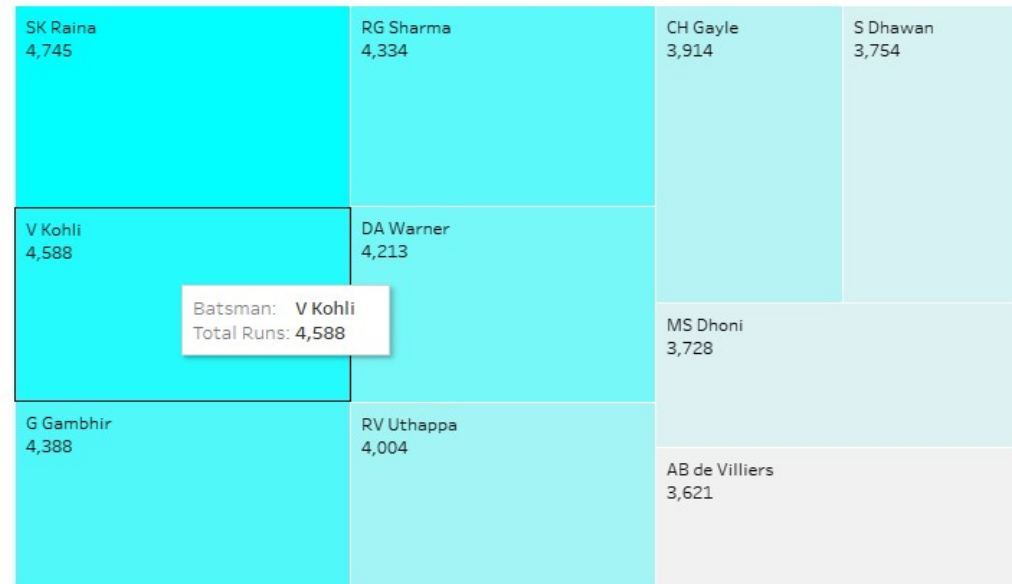 SK Raina
4,745
V Kohli
4,588
Batsman: V Kohli
Total Runs: 4,588
G Gambhir
4,388
RG Sharma
4,334
DA Warner
4,213
RV Uthappa
4,004
CH Gayle
3,914
S Dhawan
3,754
MS Dhoni
3,728
AB de Villiers
3,621